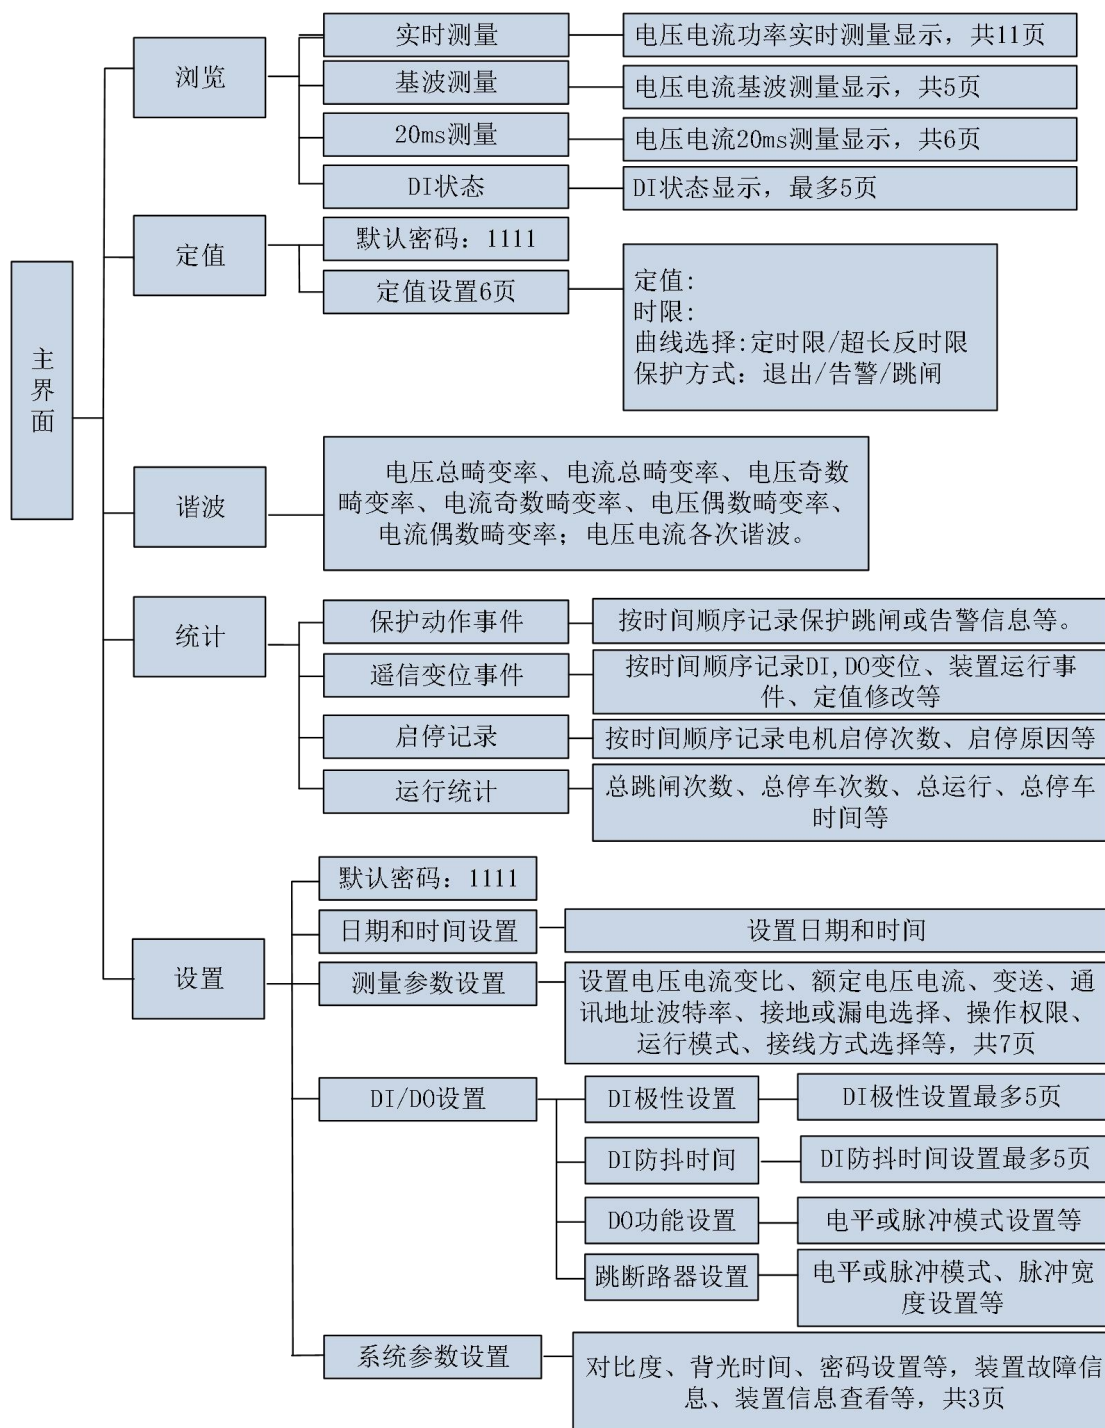 主界面
浏览
实时测量
电压电流功率实时测量显示，共11页
基波测量
电压电流基波测量显示，共5页
20ms测量
电压电流20ms测量显示，共6页
DI状态
DI状态显示，最多5页
定值
默认密码：1111
定值设置6页
定值:
时限:
曲线选择:定时限/超长反时限
保护方式：退出/告警/跳闸
谐波
电压总畸变率、电流总畸变率、电压奇数
畸变率、电流奇数畸变率、电压偶数畸变率、
电流偶数畸变率；电压电流各次谐波。
统计
保护动作事件
按时间顺序记录保护跳闸或告警信息等。
遥信变位事件
按时间顺序记录DI,DO变位、装置运行事
件、定值修改等
启停记录
按时间顺序记录电机启停次数、启停原因等
运行统计
总跳闸次数、总停车次数、总运行、总停车
时间等
设置
默认密码：1111
日期和时间设置
设置日期和时间
测量参数设置
设置电压电流变比、额定电压电流、变送、通
讯地址波特率、接地或漏电选择、操作权限、
运行模式、接线方式选择等，共7页
DI/DO设置
DI极性设置
DI极性设置最多5页
DI防抖时间
DI防抖时间设置最多5页
DO功能设置
电平或脉冲模式设置等
跳断路器设置
电平或脉冲模式、脉冲宽
度设置等
系统参数设置
对比度、背光时间、密码设置等，装置故障信
息、装置信息查看等，共3页